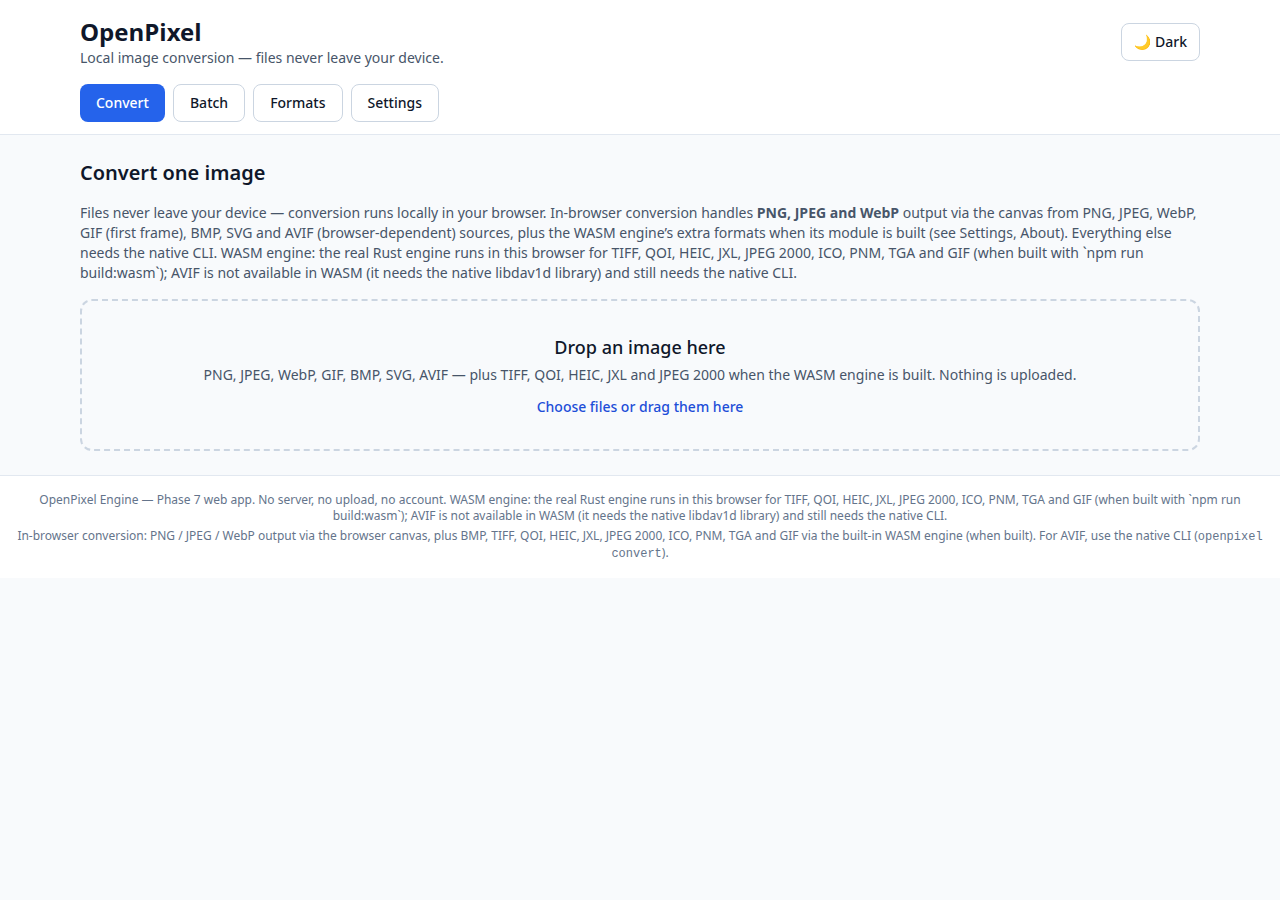 OpenPixel
Local image conversion — files never leave your device.
🌙 Dark
Convert
Batch
Formats
Settings
Convert one image
Files never leave your device — conversion runs locally in your browser. In-browser conversion handles PNG, JPEG and WebP output via the canvas from PNG, JPEG, WebP,
GIF (first frame), BMP, SVG and AVIF (browser-dependent) sources, plus the WASM engine's extra formats when its module is built (see Settings, About). Everything else
needs the native CLI. WASM engine: the real Rust engine runs in this browser for TIFF, QOI, HEIC, JXL, JPEG 2000, ICO, PNM, TGA and GIF (when built with `npm run
build:wasm`); AVIF is not available in WASM (it needs the native libdav1d library) and still needs the native CLI.
Drop an image here
PNG, JPEG, WebP, GIF, BMP, SVG, AVIF — plus TIFF, QOI, HEIC, JXL and JPEG 2000 when the WASM engine is built. Nothing is uploaded.
Choose files or drag them here
OpenPixel Engine — Phase 7 web app. No server, no upload, no account. WASM engine: the real Rust engine runs in this browser for TIFF, QOI, HEIC, JXL, JPEG 2000, ICO, PNM, TGA and GIF (when built with `npm run
build:wasm`); AVIF is not available in WASM (it needs the native libdav1d library) and still needs the native CLI.
In-browser conversion: PNG / JPEG / WebP output via the browser canvas, plus BMP, TIFF, QOI, HEIC, JXL, JPEG 2000, ICO, PNM, TGA and GIF via the built-in WASM engine (when built). For AVIF, use the native CLI (openpixel
convert).